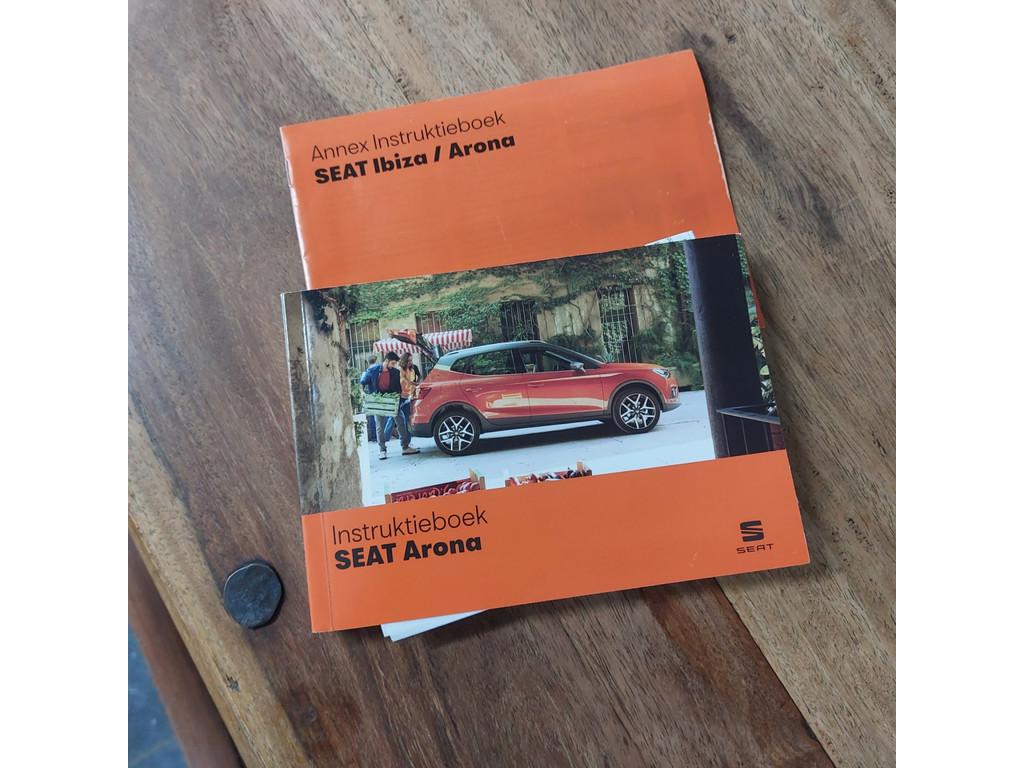 Annex Instruktieboek
SEAT Ibiza / Arona
Instruktieboek
SEAT Arona
SEAT